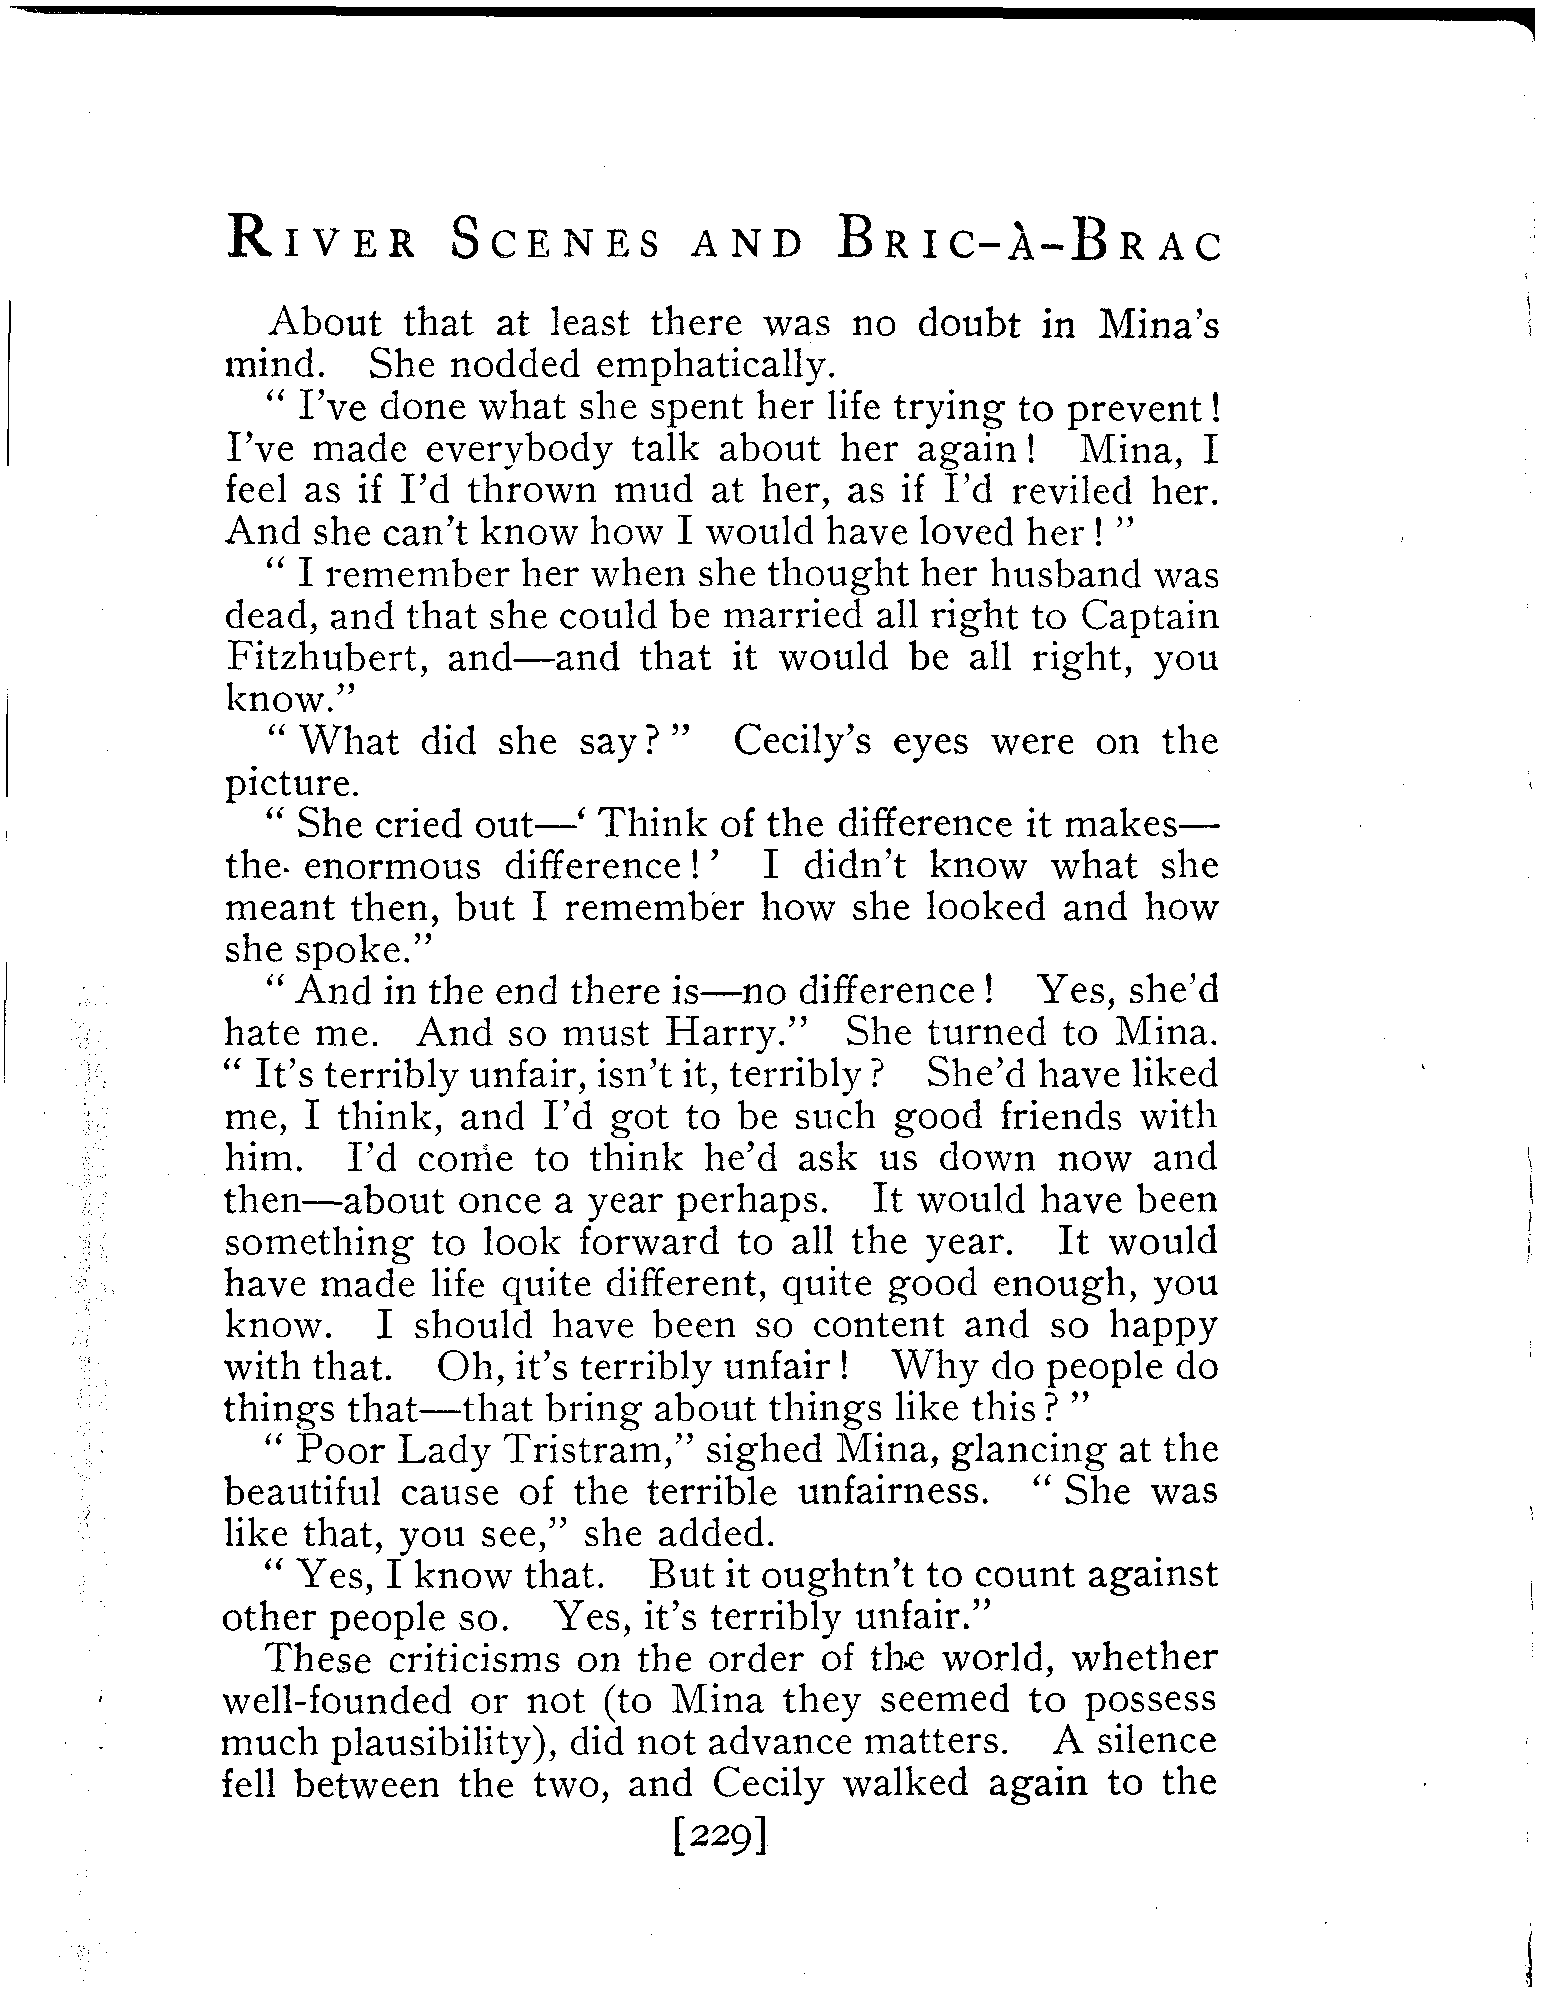 RIVER SCENES AND BRIC-À-BRAC
About that at least there was no doubt in Mina's
mind. She nodded emphatically.
" I've done what she spent her life trying to prevent!
I've made everybody talk about her again! Mina, I
feel as if I'd thrown mud at her, as if I'd reviled her.
And she can't know how I would have loved her! "
" I remember her when she thought her husband was
dead, and that she could be married all right to Captain
Fitzhubert, and—and that it would be all right, you
know."
" What did she say? " Cecily's eyes were on the
picture.
" She cried out—' Think of the difference it makes—
the enormous difference!' I didn't know what she
meant then, but I remember how she looked and how
she spoke."
" And in the end there is—no difference! Yes, she'd
hate me. And so must Harry." She turned to Mina.
" It's terribly unfair, isn't it, terribly? She'd have liked
me, I think, and I'd got to be such good friends with
him. I'd come to think he'd ask us down now and
then—about once a year perhaps. It would have been
something to look forward to all the year. It would
have made life quite different, quite good enough, you
know. I should have been so content and so happy
with that. Oh, it's terribly unfair! Why do people do
things that—that bring about things like this? "
" Poor Lady Tristram," sighed Mina, glancing at the
beautiful cause of the terrible unfairness. " She was
like that, you see," she added.
" Yes, I know that. But it oughtn't to count against
other people so. Yes, it's terribly unfair."
These criticisms on the order of the world, whether
well-founded or not (to Mina they seemed to possess
much plausibility), did not advance matters. A silence
fell between the two, and Cecily walked again to the
[229]